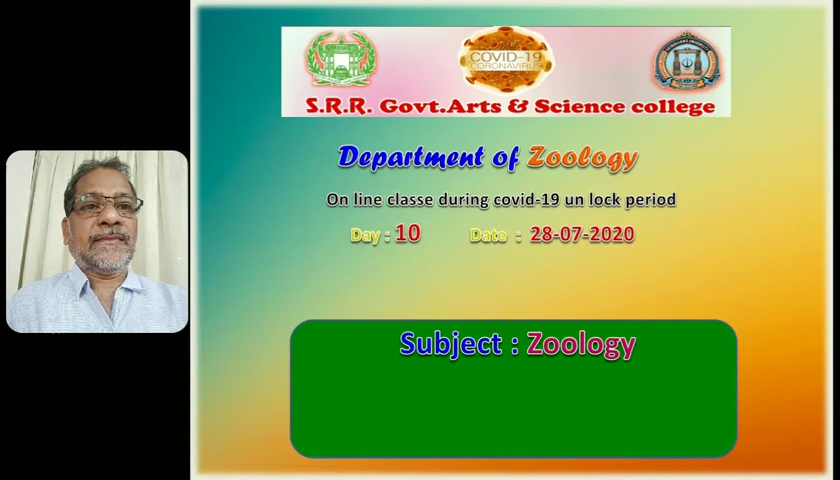 COVID-19
CORONAVIRUS
S.R.R. Govt.Arts & Science college
Department of Zoology
On line classe during covid-19 un lock period
Day : 10 Date : 28-07-2020
Subject : Zoology